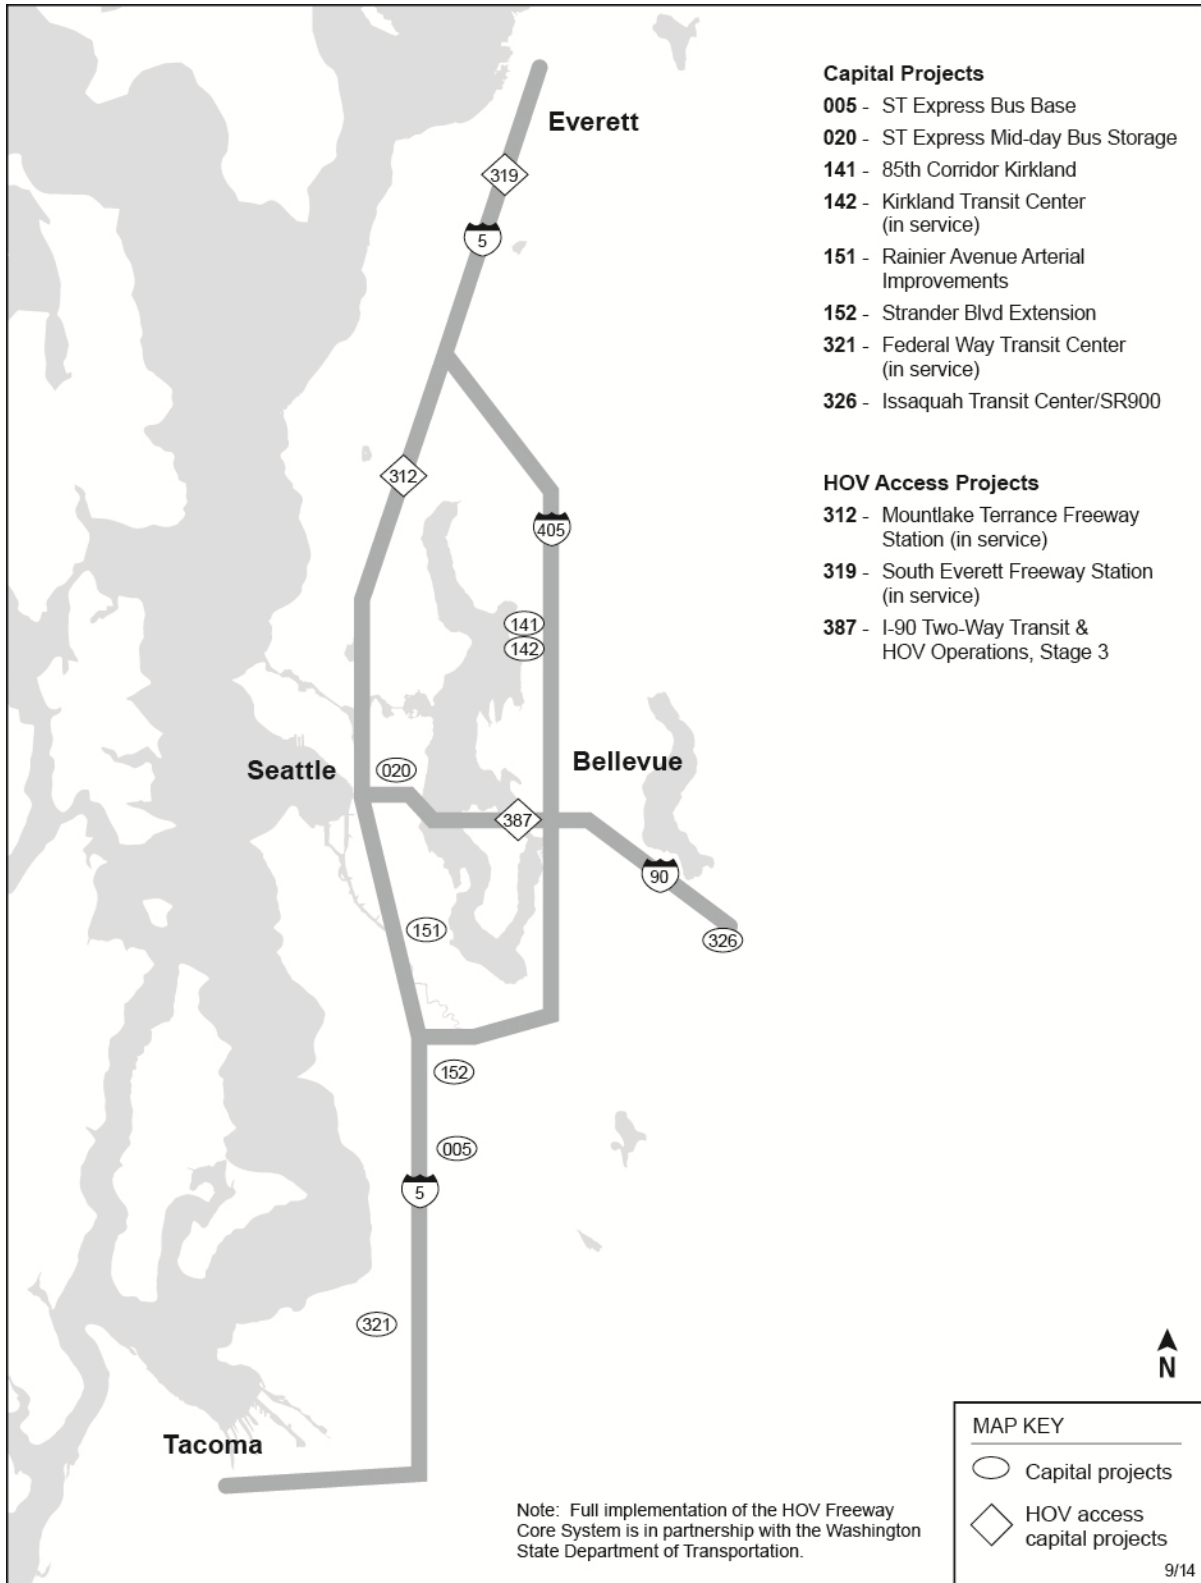 Everett
319
5
312
405
141
142
Seattle
020
Bellevue
387
90
151
326
152
005
5
321
Tacoma
Capital Projects
005 - ST Express Bus Base
020 - ST Express Mid-day Bus Storage
141 - 85th Corridor Kirkland
142 - Kirkland Transit Center
(in service)
151 - Rainier Avenue Arterial
Improvements
152 - Strander Blvd Extension
321 - Federal Way Transit Center
(in service)
326 - Issaquah Transit Center/SR900
HOV Access Projects
312 - Mountlake Terrance Freeway
Station (in service)
319 - South Everett Freeway Station
(in service)
387 - I-90 Two-Way Transit &
HOV Operations, Stage 3
N
Note: Full implementation of the HOV Freeway
Core System is in partnership with the Washington
State Department of Transportation.
MAP KEY
Capital projects
HOV access
capital projects
9/14